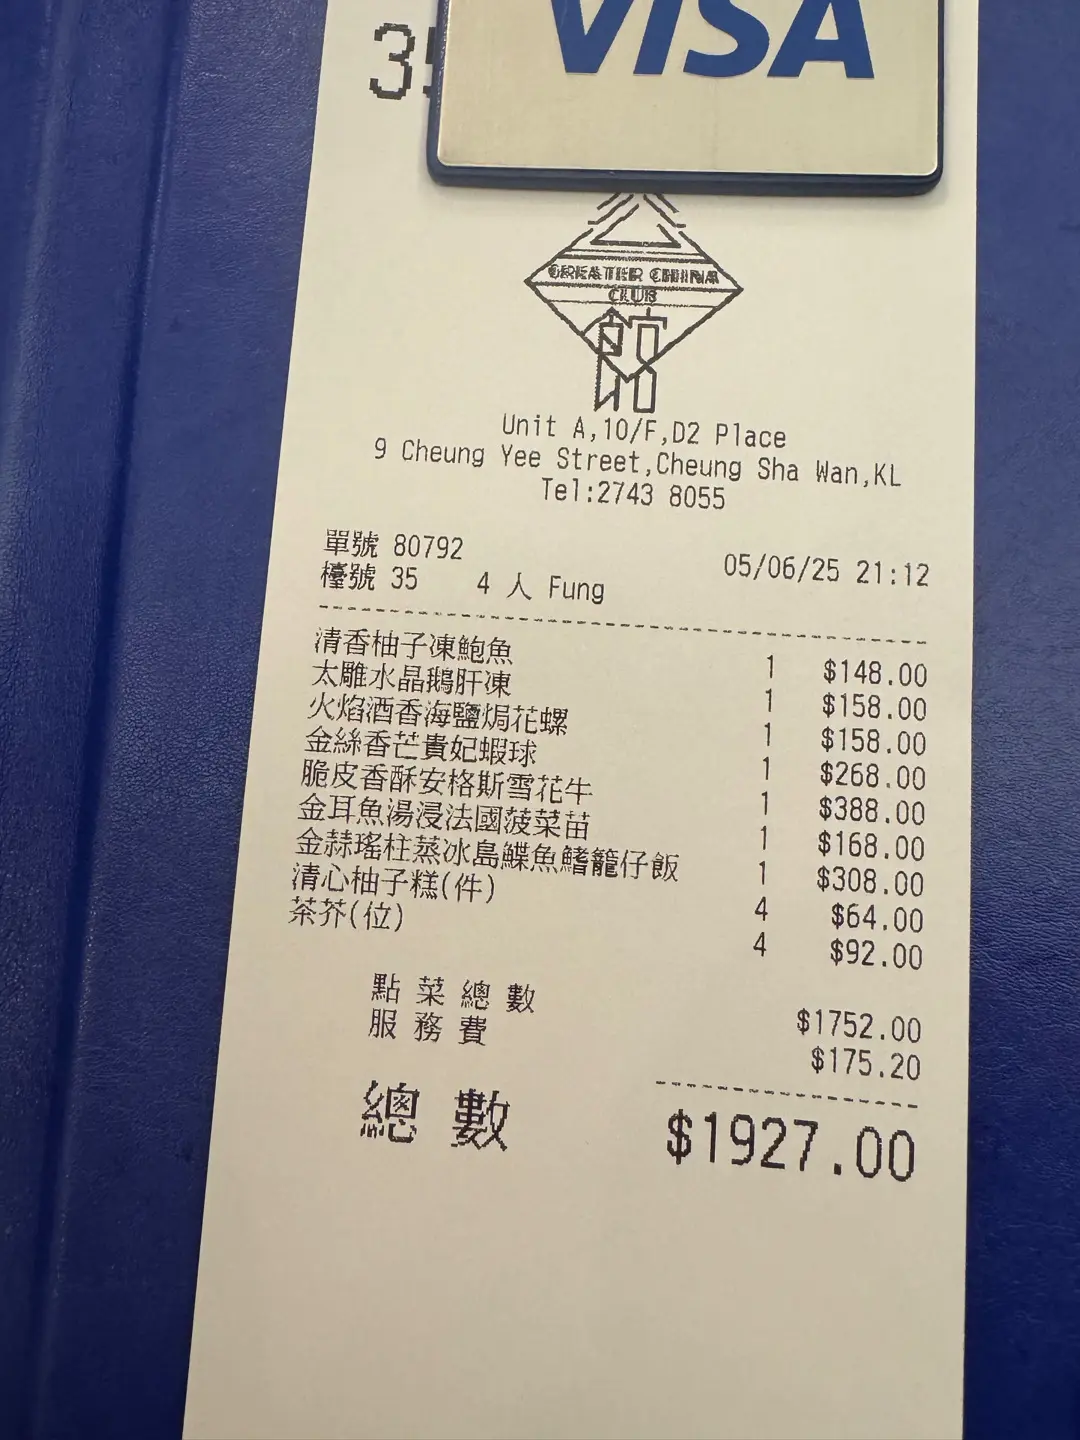 VISA
GREATER CHINA
CLUB
Unit A,10/F,D2 Place
9 Cheung Yee Street,Cheung Sha Wan,KL
Tel:2743 8055
單號 80792 05/06/25 21:12
檯號 35 4 人 Fung
清香柚子凍鮑魚 1 $148.00
太雕水晶鵝肝凍 1 $158.00
火焰酒香海鹽焗花螺 1 $158.00
金絲香芒貴妃蝦球 1 $268.00
脆皮香酥安格斯雪花牛 1 $388.00
金耳魚湯浸法國菠菜苗 1 $168.00
金赫瑤柱蒸冰島鰈魚鰭籠仔飯 1 $308.00
清心柚子糕(件) 4 $64.00
茶芥(位) 4 $92.00
點菜總數 $1752.00
服務費 $175.20
總數 $1927.00